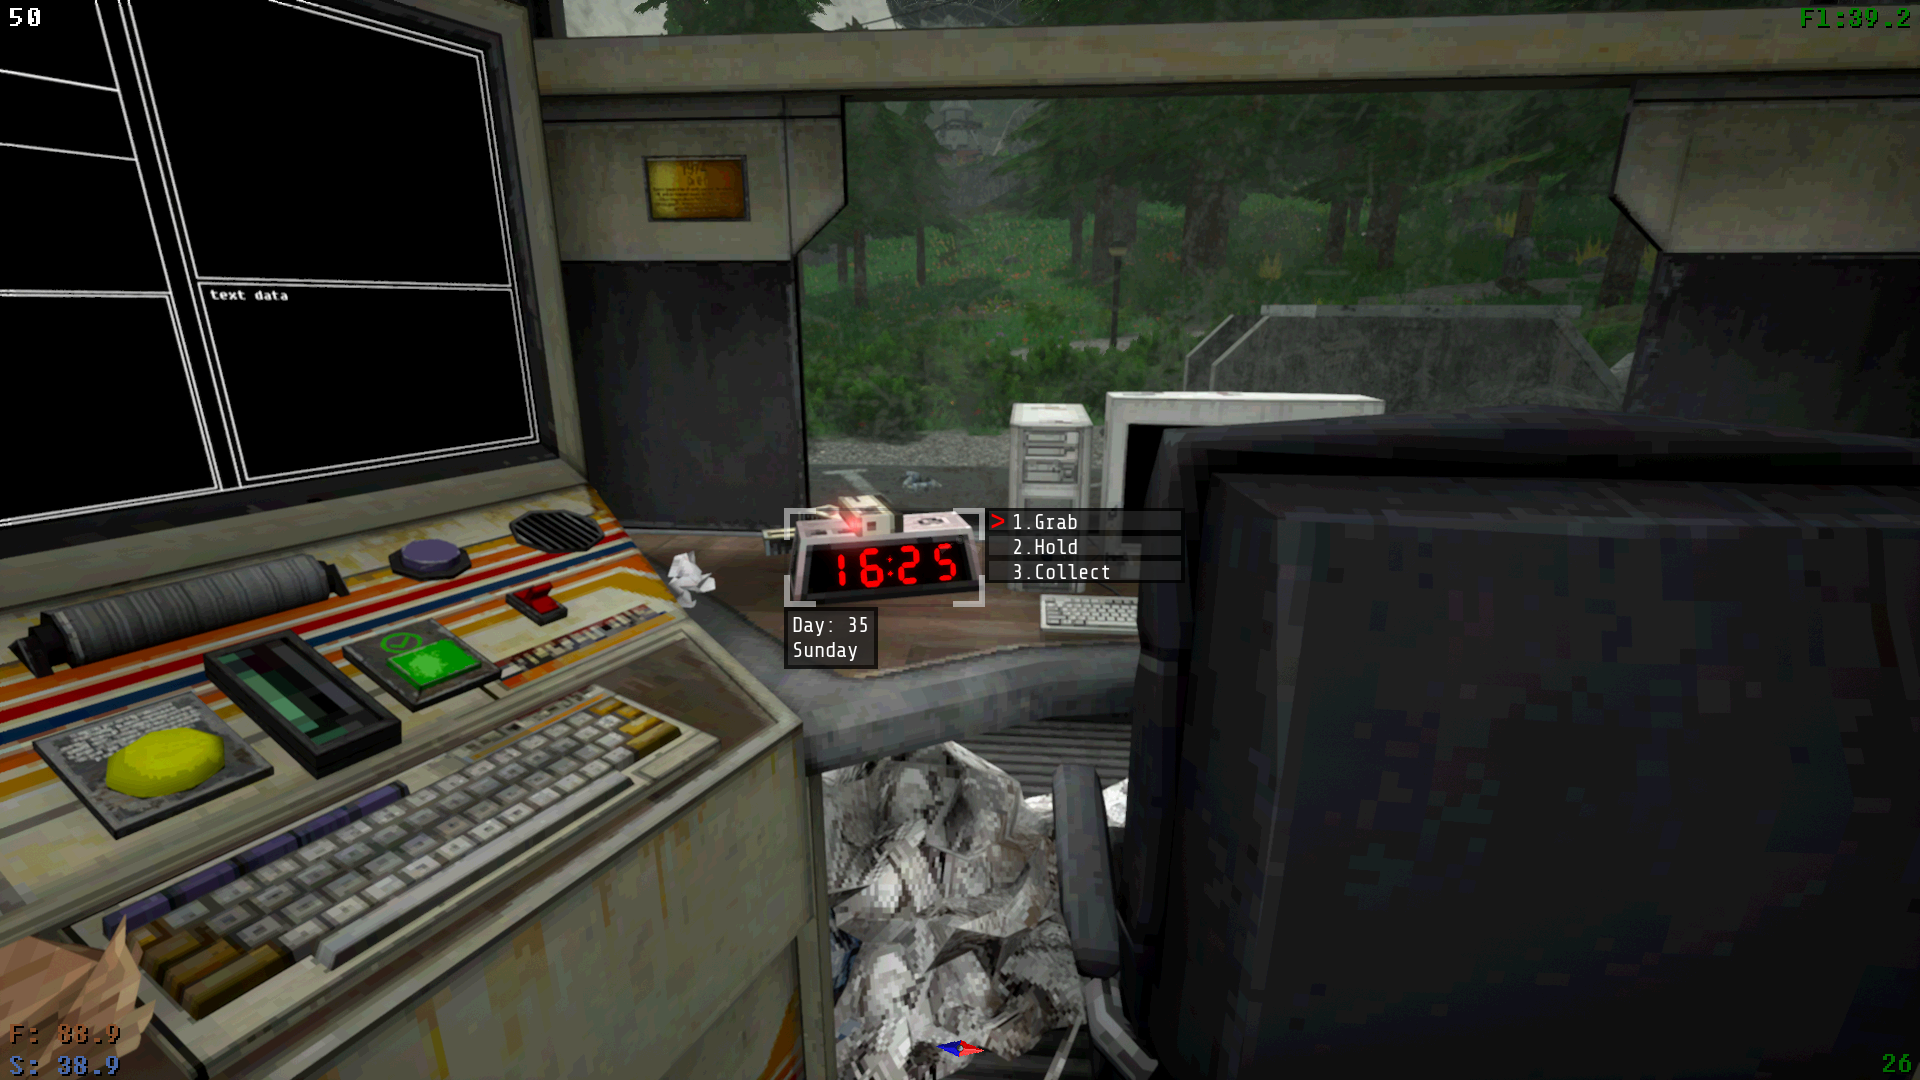 50
F1:39.2
text data
16:25
> 1.Grab
2.Hold
3.Collect
Day: 35
Sunday
F: 88.9
S: 38.9
26